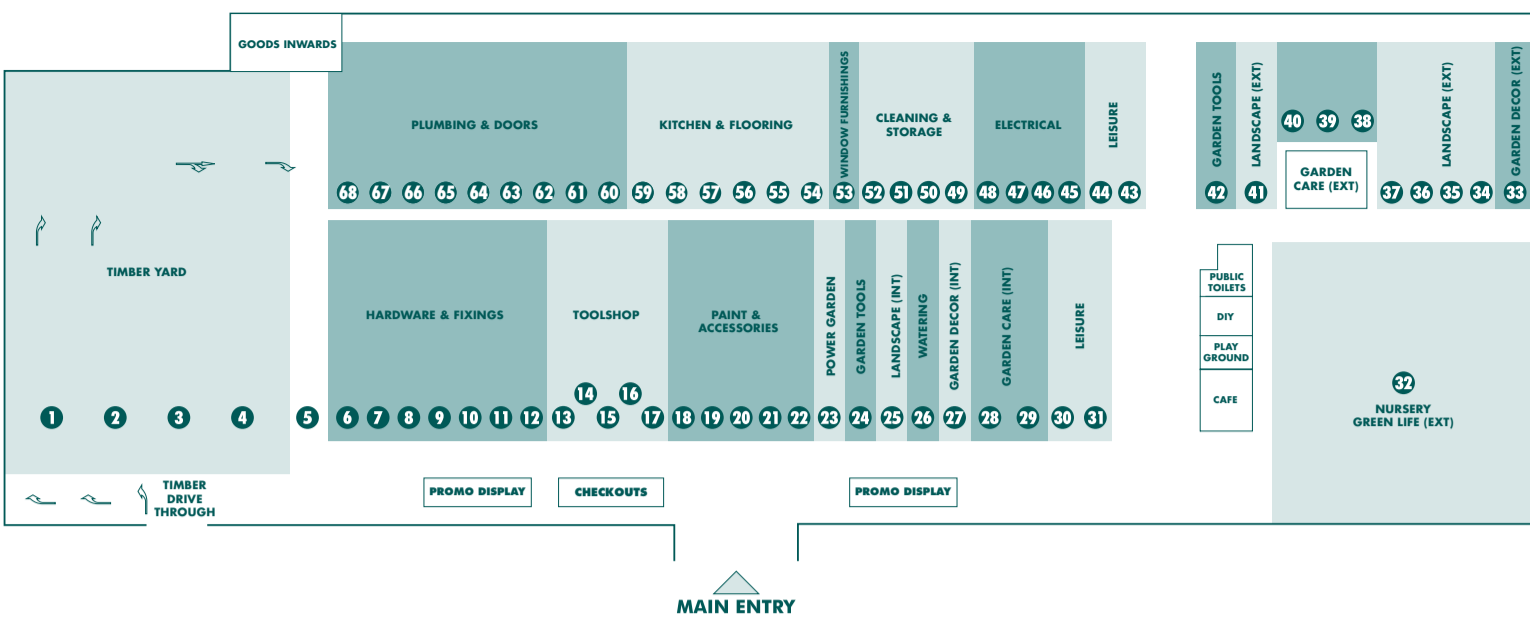 GOODS INWARDS
PLUMBING & DOORS
KITCHEN & FLOORING
WINDOW FURNISHINGS
CLEANING &
STORAGE
ELECTRICAL
LEISURE
GARDEN TOOLS
LANDSCAPE (EXT)
40 39 38
GARDEN
CARE (EXT)
LANDSCAPE (EXT)
GARDEN DECOR (EXT)
68 67 66 65 64 63 62 61 60 59 58 57 56 55 54 53 52 51 50 49 48 47 46 45 44 43 42 41 37 36 35 34 33
TIMBER YARD
HARDWARE & FIXINGS
TOOLSHOP
PAINT &
ACCESSORIES
POWER GARDEN
GARDEN TOOLS
LANDSCAPE (INT)
WATERING
GARDEN DECOR (INT)
GARDEN CARE (INT)
LEISURE
PUBLIC
TOILETS
DIY
PLAY
GROUND
CAFE
14 16
1 2 3 4 5 6 7 8 9 10 11 12 13 15 17 18 19 20 21 22 23 24 25 26 27 28 29 30 31
32
NURSERY
GREEN LIFE (EXT)
TIMBER
DRIVE
THROUGH
PROMO DISPLAY
CHECKOUTS
PROMO DISPLAY
MAIN ENTRY